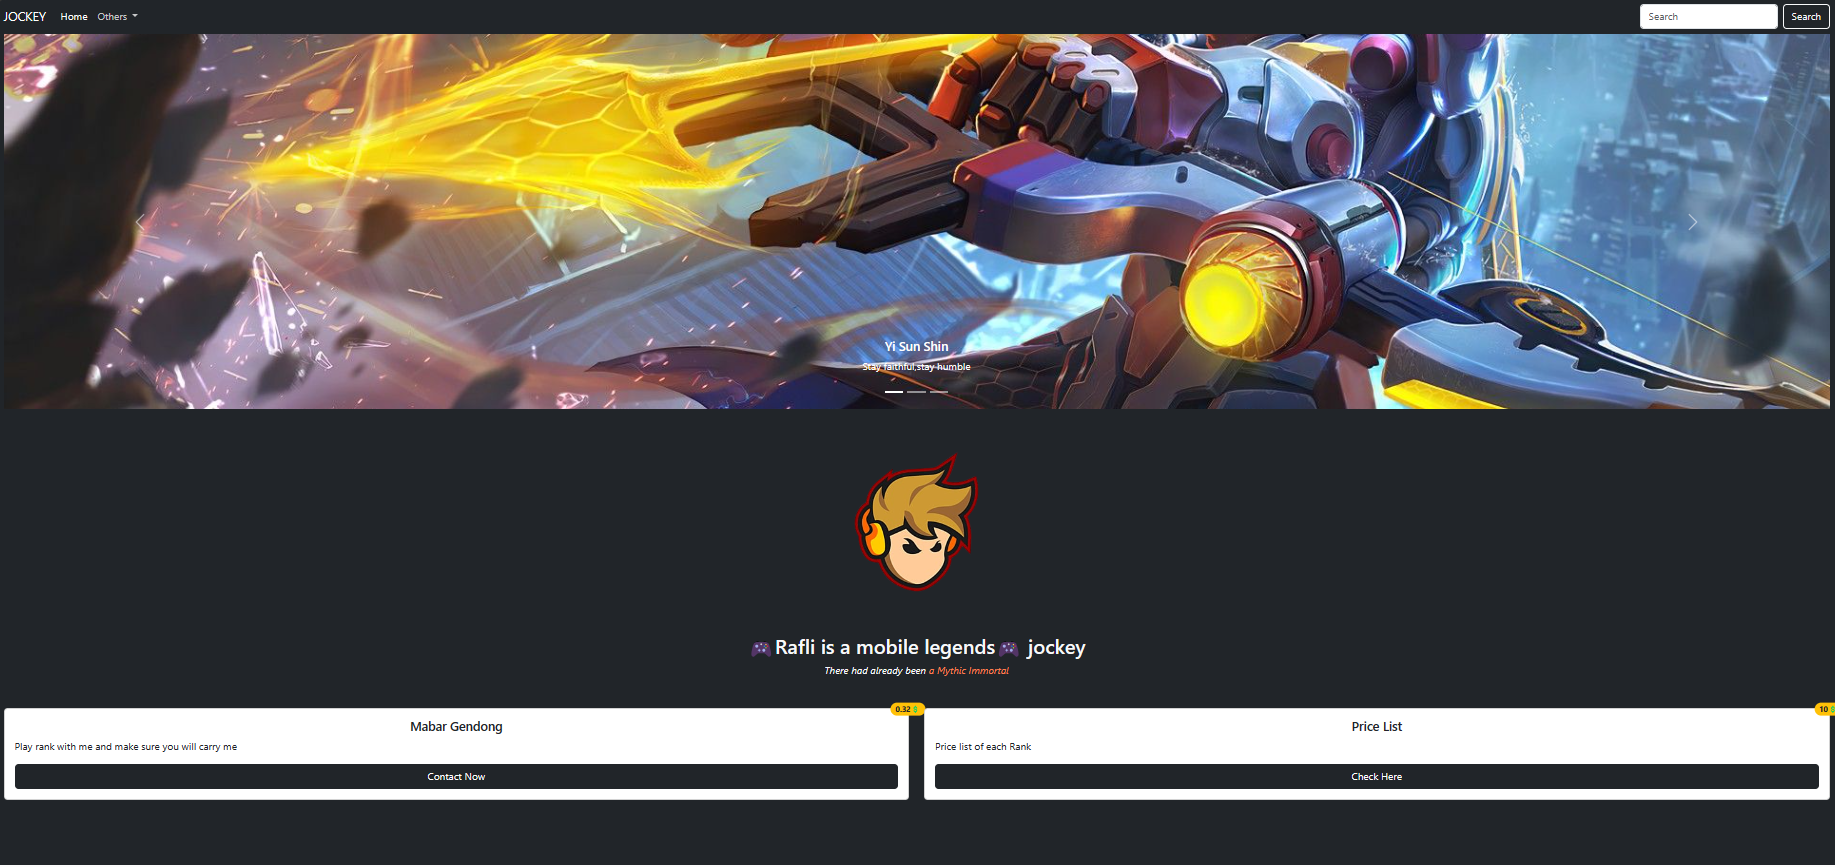 JOCKEY Home Others Search Search
Yi Sun Shin
Stay faithful,stay humble
🎮Rafli is a mobile legends🎮 jockey
There had already been a Mythic Immortal
0.32 $
Mabar Gendong
Play rank with me and make sure you will carry me
Contact Now
10 $
Price List
Price list of each Rank
Check Here